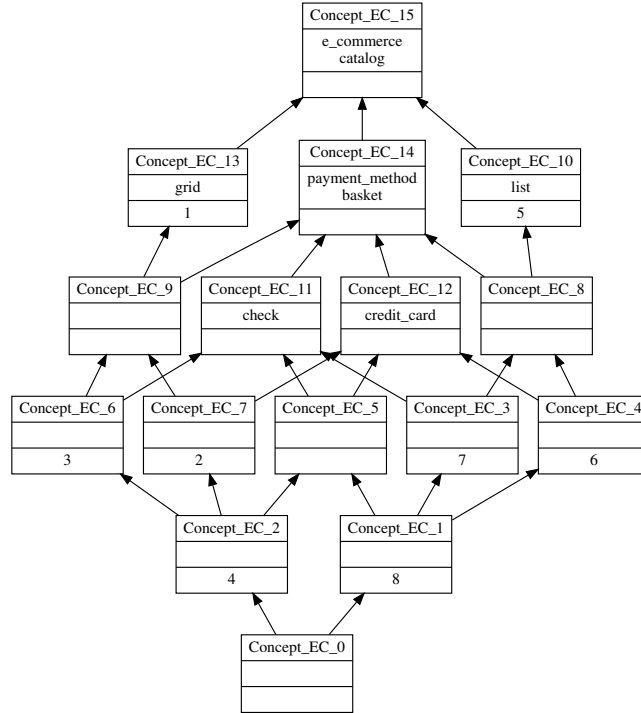 Concept_EC_15
e_commerce
catalog
Concept_EC_13
grid
1
Concept_EC_14
payment_method
basket
Concept_EC_10
list
5
Concept_EC_9
Concept_EC_11
check
Concept_EC_12
credit_card
Concept_EC_8
Concept_EC_6
3
Concept_EC_7
2
Concept_EC_5
Concept_EC_3
7
Concept_EC_4
6
Concept_EC_2
4
Concept_EC_1
8
Concept_EC_0